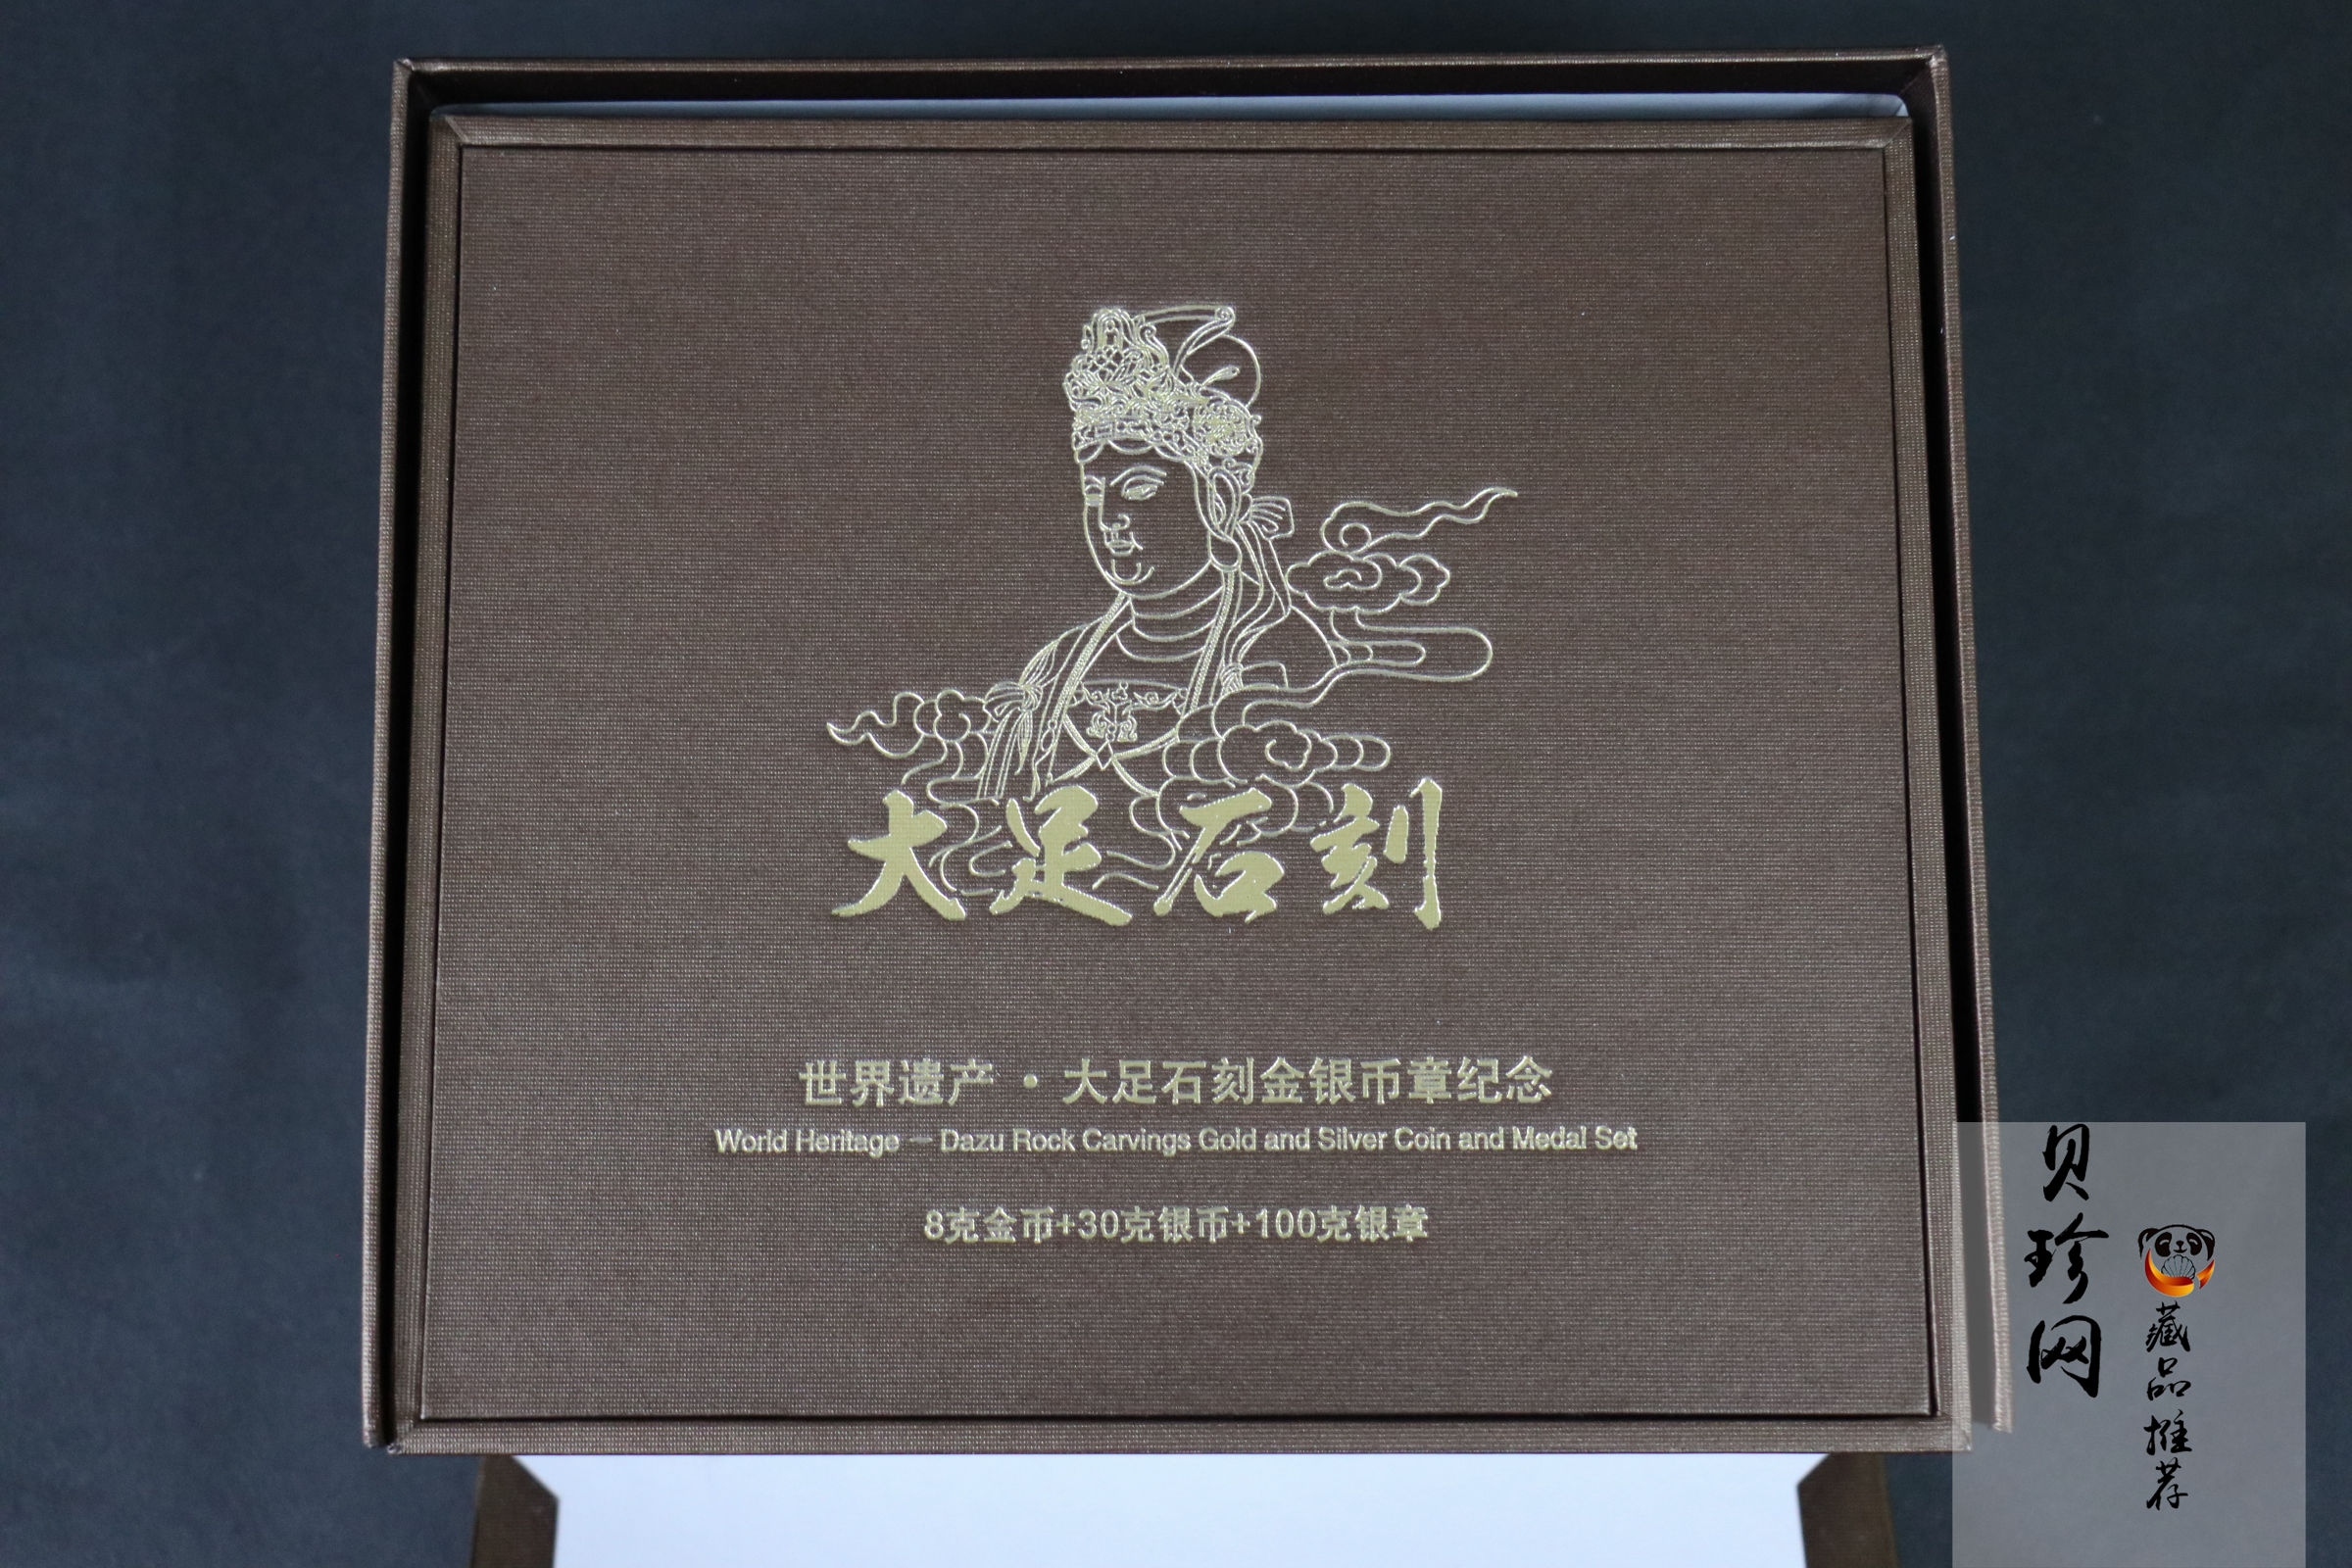 大足石刻
世界遗产·大足石刻金银币章纪念
World Heritage — Dazu Rock Carvings Gold and Silver Coin and Medal Set
8克金币+30克银币+100克银章
贝珍网
藏品推荐